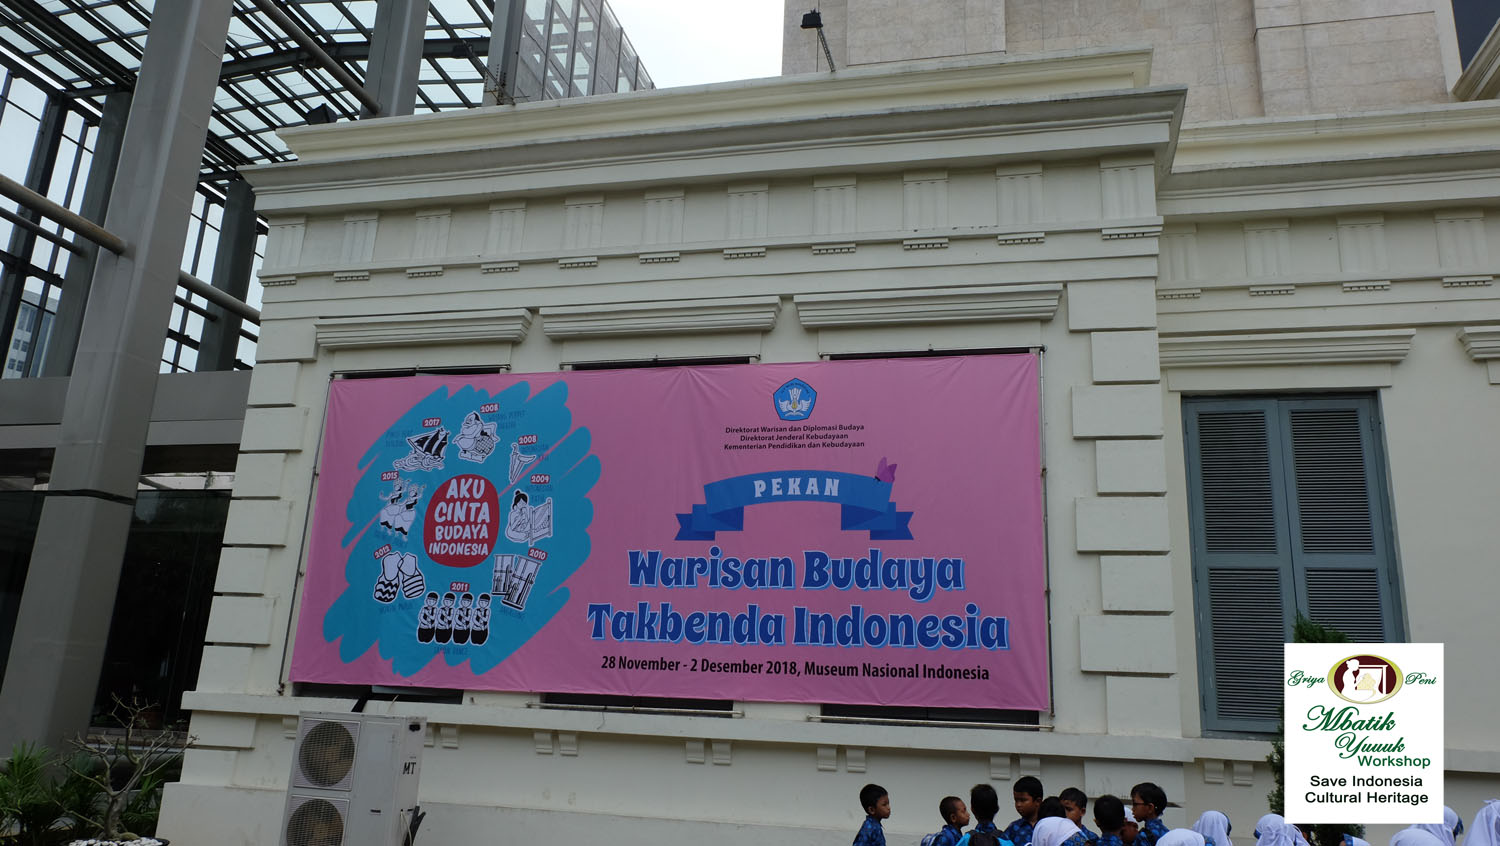 Direktorat Warisan dan Diplomasi Budaya
Direktorat Jenderal Kebudayaan
Kementerian Pendidikan dan Kebudayaan
PEKAN
Warisan Budaya
Takbenda Indonesia
28 November - 2 Desember 2018, Museum Nasional Indonesia
AKU
CINTA
BUDAYA
INDONESIA
2008
2008
2009
2010
2011
2012
2015
2017
MT
Griya Peni
Mbatik
Yuuuk
Workshop
Save Indonesia
Cultural Heritage